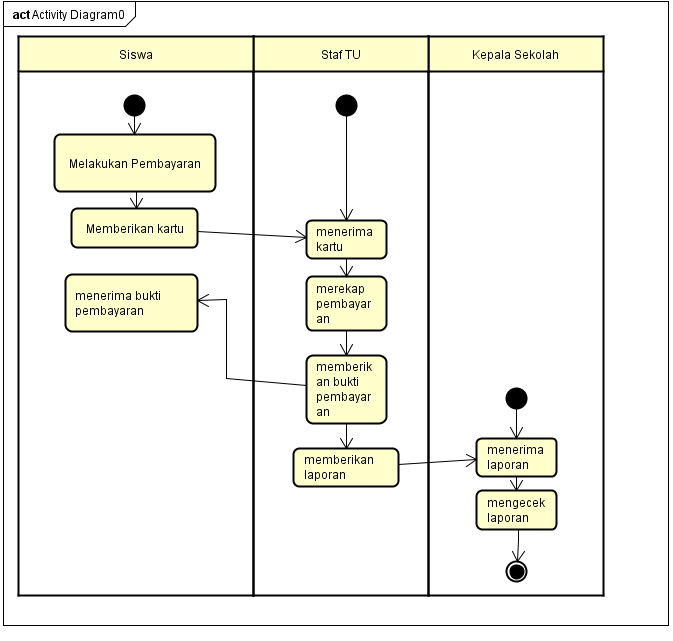 act Activity Diagram0
Siswa
Staf TU
Kepala Sekolah
Melakukan Pembayaran
Memberikan kartu
menerima
kartu
menerima bukti
pembayaran
merekap
pembayar
an
memberik
an bukti
pembayar
an
memberikan
laporan
menerima
laporan
mengecek
laporan